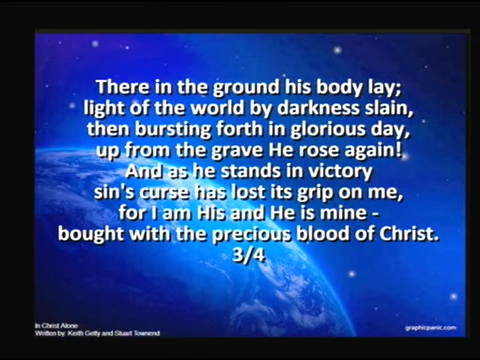 There in the ground his body lay;
light of the world by darkness slain,
then bursting forth in glorious day,
up from the grave He rose again!
And as he stands in victory
sin's curse has lost its grip on me,
for I am His and He is mine -
bought with the precious blood of Christ.
3/4
In Christ Alone
Written by: Keith Getty and Stuart Townend
graphicpanic.com